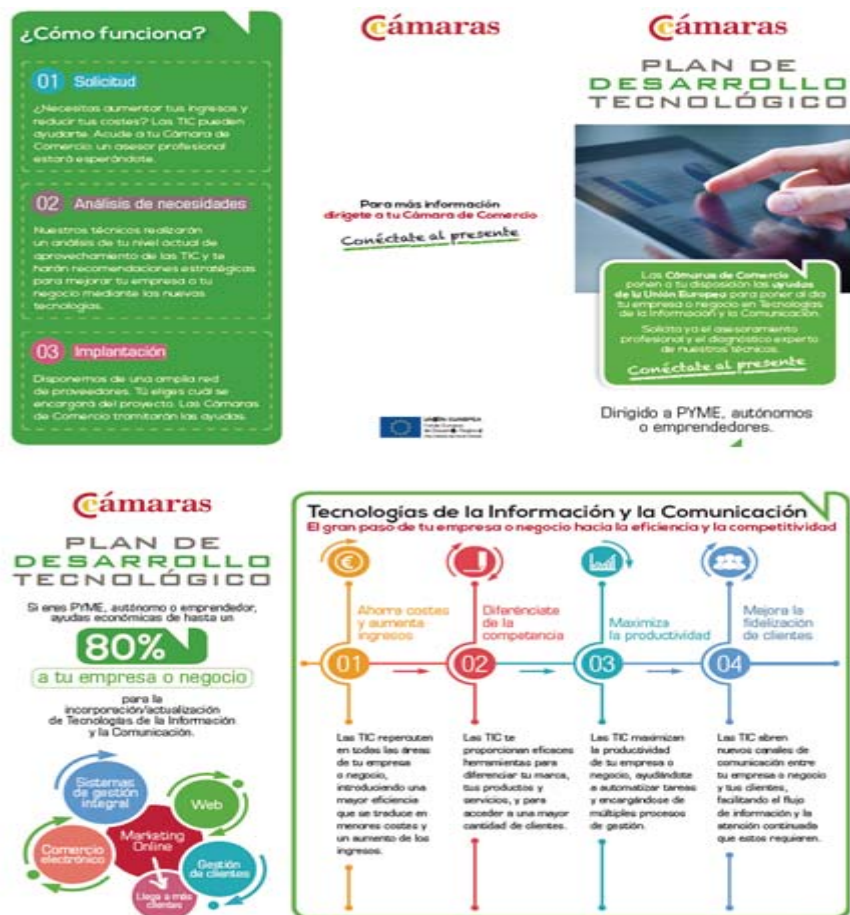 ¿Cómo funciona?
01 Solicitud
¿Necesitas aumentar tus ingresos y
reducir tus costes? Las TIC pueden
ayudarte. Acude a tu Cámara de
Comercio: un asesor profesional
estará esperándote.
02 Análisis de necesidades
Nuestros técnicos realizarán
un análisis de tu nivel actual de
aprovechamiento de las TIC y te
harán recomendaciones estratégicas
para mejorar tu empresa o tu
negocio mediante las nuevas
tecnologías.
03 Implantación
Disponemos de una amplia red
de proveedores. Tú eliges cuál se
encargará del proyecto. Las Cámaras
de Comercio tramitarán las ayudas.
Cámaras
Para más información
dirígete a tu Cámara de Comercio
Conéctate al presente
UNIÓN EUROPEA
Cámaras
PLAN DE
DESARROLLO
TECNOLÓGICO
Las Cámaras de Comercio
ponen a tu disposición las ayudas
de la Unión Europea para poner al día
tu empresa o negocio en Tecnologías
de la Información y la Comunicación.
Solicita ya el asesoramiento
profesional y el diagnóstico experto
de nuestros técnicos.
Conéctate al presente
Dirigido a PYME, autónomos
o emprendedores.
Cámaras
PLAN DE
DESARROLLO
TECNOLÓGICO
Si eres PYME, autónomo o emprendedor,
ayudas económicas de hasta un
80%
a tu empresa o negocio
para la
incorporación/actualización
de Tecnologías de la Información
y la Comunicación.
Sistemas
de gestión
integral
Web
Marketing
Online
Comercio
electrónico
Gestión
de clientes
Llega a más
clientes
Tecnologías de la Información y la Comunicación
El gran paso de tu empresa o negocio hacia la eficiencia y la competitividad
Ahorra costes
y aumenta
ingresos
01
Las TIC repercuten
en todas las áreas
de tu empresa
o negocio,
introduciendo una
mayor eficiencia
que se traduce en
menores costes y
un aumento de los
ingresos.
Diferénciate
de la
competencia
02
Las TIC te
proporcionan eficaces
herramientas para
diferenciar tu marca,
tus productos y
servicios, y para
acceder a una mayor
cantidad de clientes.
Maximiza
la productividad
03
Las TIC maximizan
la productividad
de tu empresa o
negocio, ayudándote
a automatizar tareas
y encargándose de
múltiples procesos
de gestión.
Mejora la
fidelización
de clientes
04
Las TIC abren
nuevos canales de
comunicación entre
tu empresa o negocio
y tus clientes,
facilitando el flujo
de información y la
atención continuada
que estos requieren.